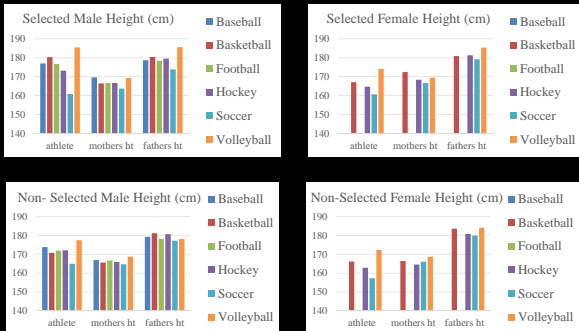 Selected Male Height (cm)
190
180
170
160
150
140
athlete mothers ht fathers ht
Baseball
Basketball
Football
Hockey
Soccer
Volleyball
Selected Female Height (cm)
190
180
170
160
150
140
athlete mothers ht fathers ht
Baseball
Basketball
Football
Hockey
Soccer
Volleyball
Non- Selected Male Height (cm)
190
180
170
160
150
140
athlete mothers ht fathers ht
Baseball
Basketball
Football
Hockey
Soccer
Volleyball
Non-Selected Female Height (cm)
190
180
170
160
150
140
athlete mothers ht fathers ht
Baseball
Basketball
Football
Hockey
Soccer
Volleyball